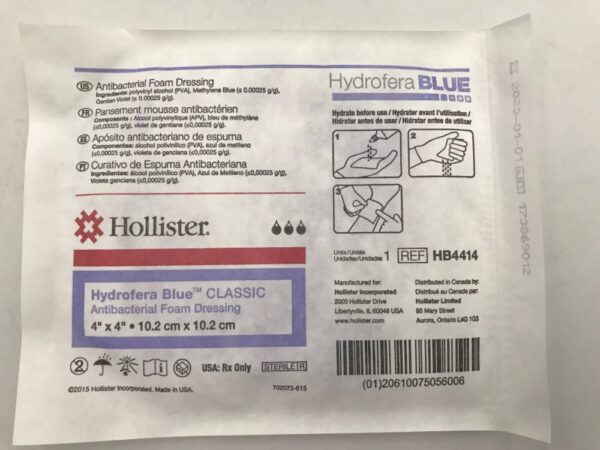 US Antibacterial Foam Dressing
Ingredients: polyvinyl alcohol (PVA), Methylene Blue (≤ 0.00025 g/g),
Gentian Violet (≤ 0.00025 g/g).
FR Pansement mousse antibactérien
Composants : Alcool polyvinylique (APV), bleu de méthylène
(≤0,00025 g/g), violet de gentiane (≤0,00025 g/g).
ES Apósito antibacteriano de espuma
Componentes: alcohol polivinílico (PVA), azul de metileno
(≤0,00025 g/g), violeta de genciana (≤0,00025 g/g).
PT Curativo de Espuma Antibacteriana
Ingredientes: álcool polivinílico (PVA), Azul de Metileno (≤0,00025 g/g),
Violeta genciana (≤0,00025 g/g).
Hollister
Hydrofera Blue™ CLASSIC
Antibacterial Foam Dressing
4" x 4" • 10.2 cm x 10.2 cm
2 i USA: Rx Only STERILE R
©2015 Hollister Incorporated. Made in USA.
702073-615
Hydrofera BLUE
Hydrate before use / Hydrater avant l'utilisation /
Hidratar antes de usar / Hidratar antes de utilizar
1
2
3
Units/Unités
Unidades/Unidades 1 REF HB4414
Manufactured for:
Hollister Incorporated
2000 Hollister Drive
Libertyville, IL 60048 USA
www.hollister.com
Distributed in Canada by:
Distribué au Canada par:
Hollister Limited
95 Mary Street
Aurora, Ontario L4G 1G3
(01)20610075056006
2023-01-01 LOT 173869012